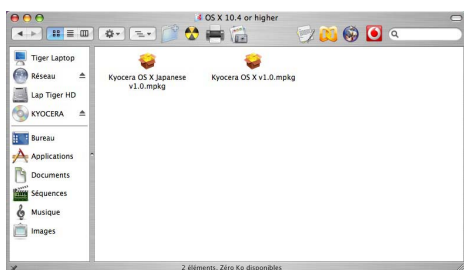 OS X 10.4 or higher
Tiger Laptop
Réseau
Lap Tiger HD
KYOCERA
Bureau
Applications
Documents
Séquences
Musique
Images
Kyocera OS X Japanese
v1.0.mpkg
Kyocera OS X v1.0.mpkg
2 éléments, Zéro Ko disponibles